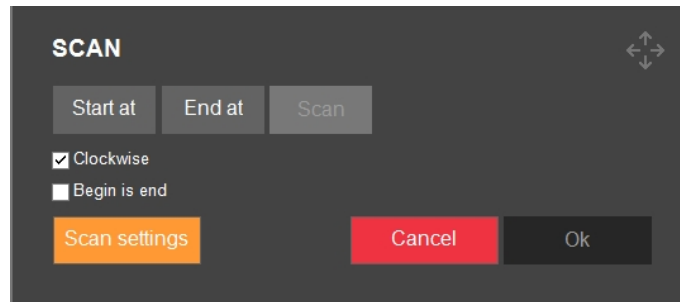 SCAN
Start at End at Scan
Clockwise
Begin is end
Scan settings Cancel Ok